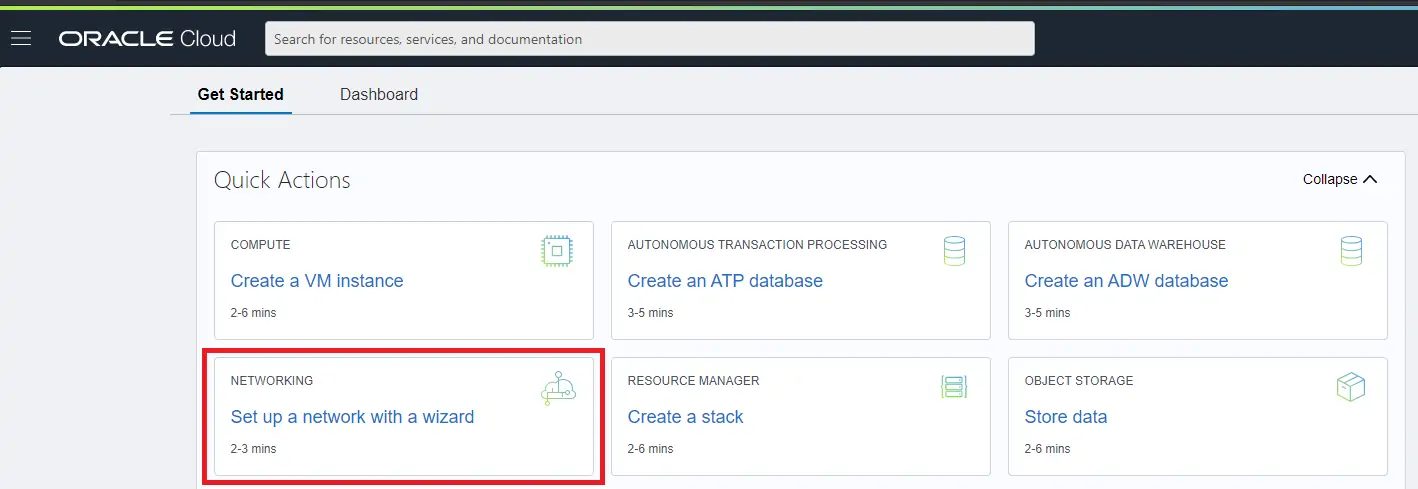 ORACLE Cloud
Search for resources, services, and documentation
Get Started
Dashboard
Quick Actions
Collapse
COMPUTE
Create a VM instance
2-6 mins
AUTONOMOUS TRANSACTION PROCESSING
Create an ATP database
3-5 mins
AUTONOMOUS DATA WAREHOUSE
Create an ADW database
3-5 mins
NETWORKING
Set up a network with a wizard
2-3 mins
RESOURCE MANAGER
Create a stack
2-6 mins
OBJECT STORAGE
Store data
2-6 mins